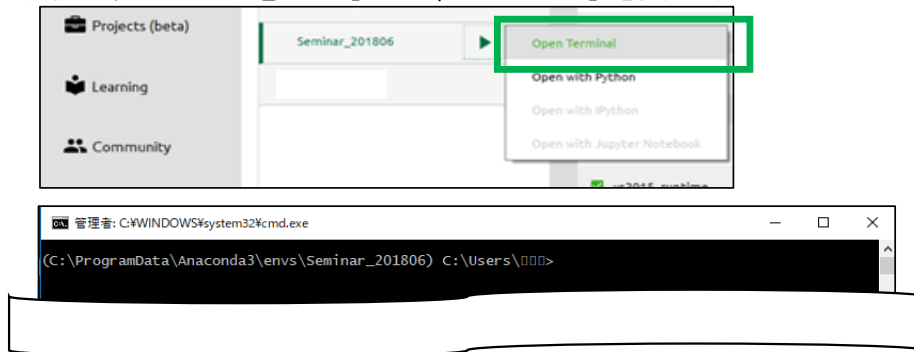 Projects (beta)
Seminar_201806
Open Terminal
Open with Python
Learning
Open with IPython
Community
Open with Jupyter Notebook
管理者: C:¥WINDOWS¥system32¥cmd.exe
(C:\ProgramData\Anaconda3\envs\Seminar_201806) C:\Users\▯▯▯>